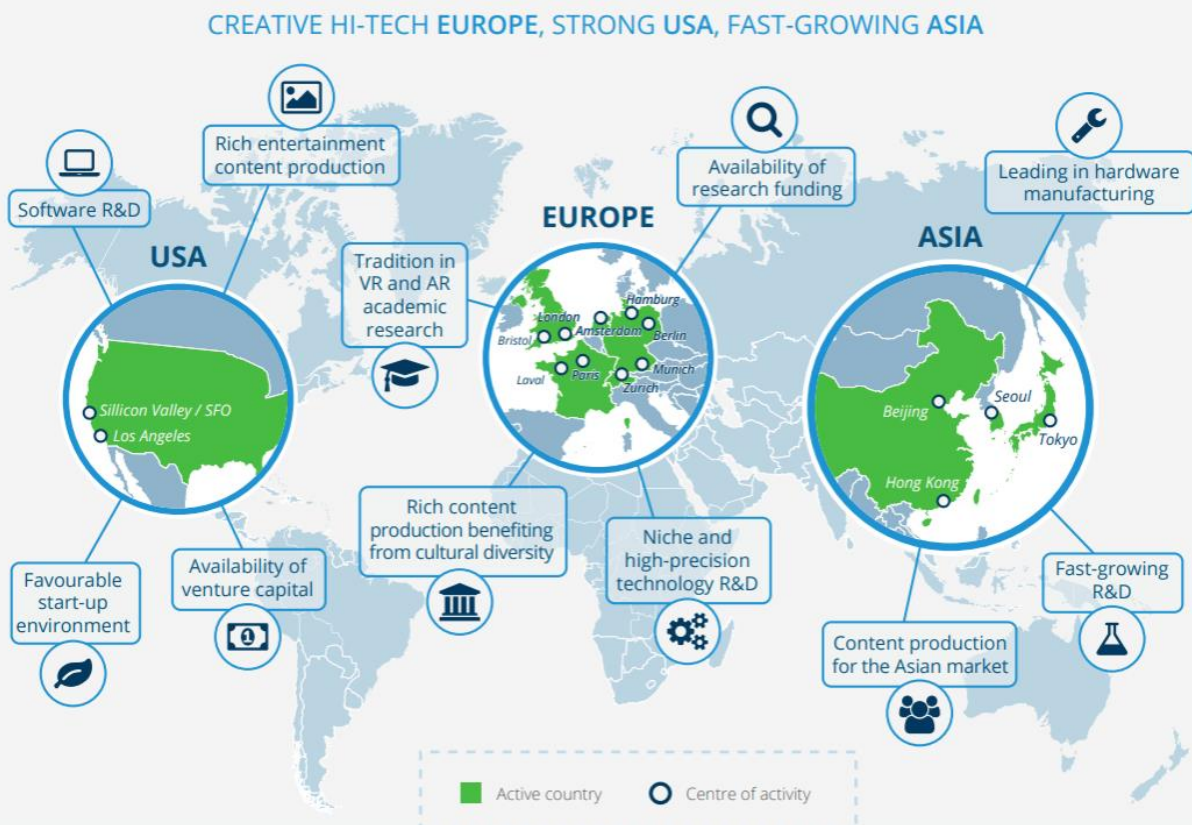 CREATIVE HI-TECH EUROPE, STRONG USA, FAST-GROWING ASIA
Rich entertainment
content production
Software R&D
USA
Sillicon Valley / SFO
Los Angeles
Favourable
start-up
environment
Availability of
venture capital
1
EUROPE
Tradition in
VR and AR
academic
research
Availability of
research funding
Hamburg
London
Amsterdam
Berlin
Bristol
Laval
Paris
Munich
Zurich
Rich content
production benefiting
from cultural diversity
Niche and
high-precision
technology R&D
ASIA
Leading in hardware
manufacturing
Beijing
Seoul
Tokyo
Hong Kong
Content production
for the Asian market
Fast-growing
R&D
Active country
Centre of activity